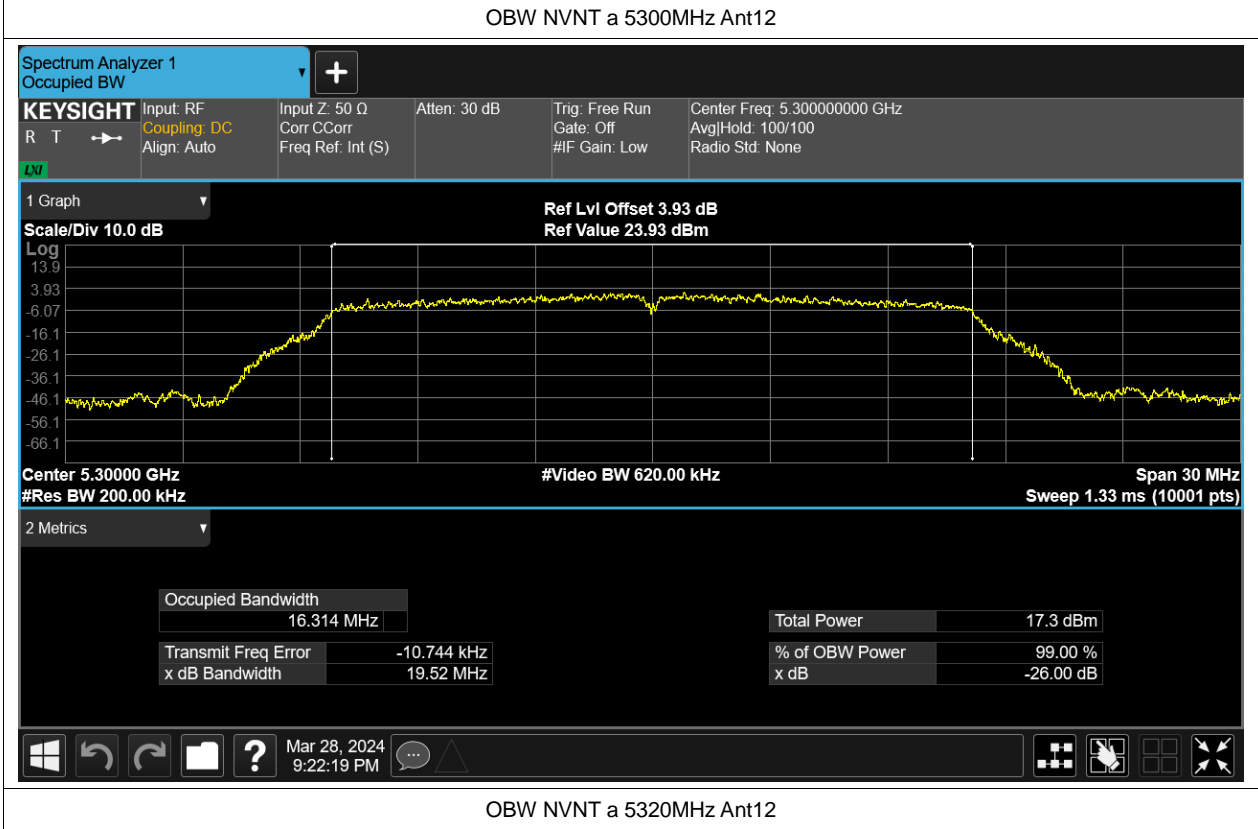 OBW NVNT a 5300MHz Ant12
Spectrum Analyzer 1
Occupied BW
KEYSIGHT
R T
LXI
Input: RF
Coupling: DC
Align: Auto
Input Z: 50 Ω
Corr CCorr
Freq Ref: Int (S)
Atten: 30 dB
Trig: Free Run
Gate: Off
#IF Gain: Low
Center Freq: 5.300000000 GHz
Avg|Hold: 100/100
Radio Std: None
1 Graph
Scale/Div 10.0 dB
Ref Lvl Offset 3.93 dB
Ref Value 23.93 dBm
Log
13.9
3.93
-6.07
-16.1
-26.1
-36.1
-46.1
-56.1
-66.1
Center 5.30000 GHz
#Res BW 200.00 kHz
#Video BW 620.00 kHz
Span 30 MHz
Sweep 1.33 ms (10001 pts)
2 Metrics
Occupied Bandwidth
16.314 MHz
Transmit Freq Error -10.744 kHz
x dB Bandwidth 19.52 MHz
Total Power 17.3 dBm
% of OBW Power 99.00 %
x dB -26.00 dB
Mar 28, 2024
9:22:19 PM
OBW NVNT a 5320MHz Ant12